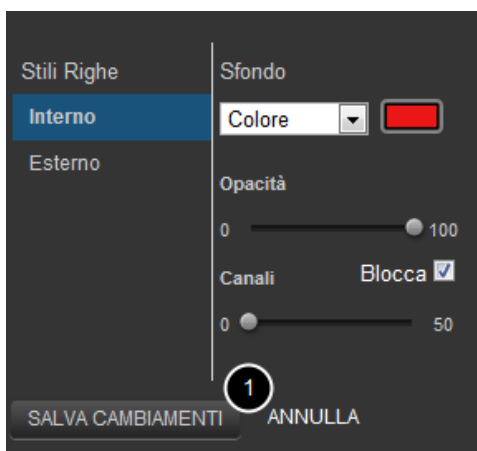 Stili Righe
Interno
Esterno
Sfondo
Colore
Opacità
0 100
Canali Blocca
0 50
1
SALVA CAMBIAMENTI ANNULLA